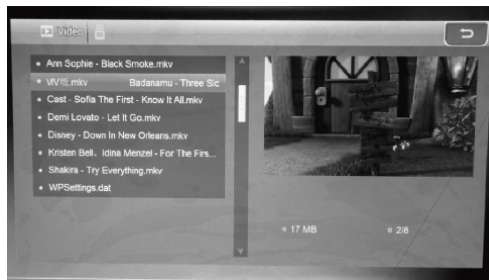 Video
Ann Sophie - Black Smoke.mkv
Badanamu - Three Sic
Cast - Sofia The First - Know It All.mkv
Demi Lovato - Let It Go.mkv
Disney - Down In New Orleans.mkv
Kristen Bell、Idina Menzel - For The Firs...
Shakira - Try Everything.mkv
WPSettings.dat
17 MB
2/8